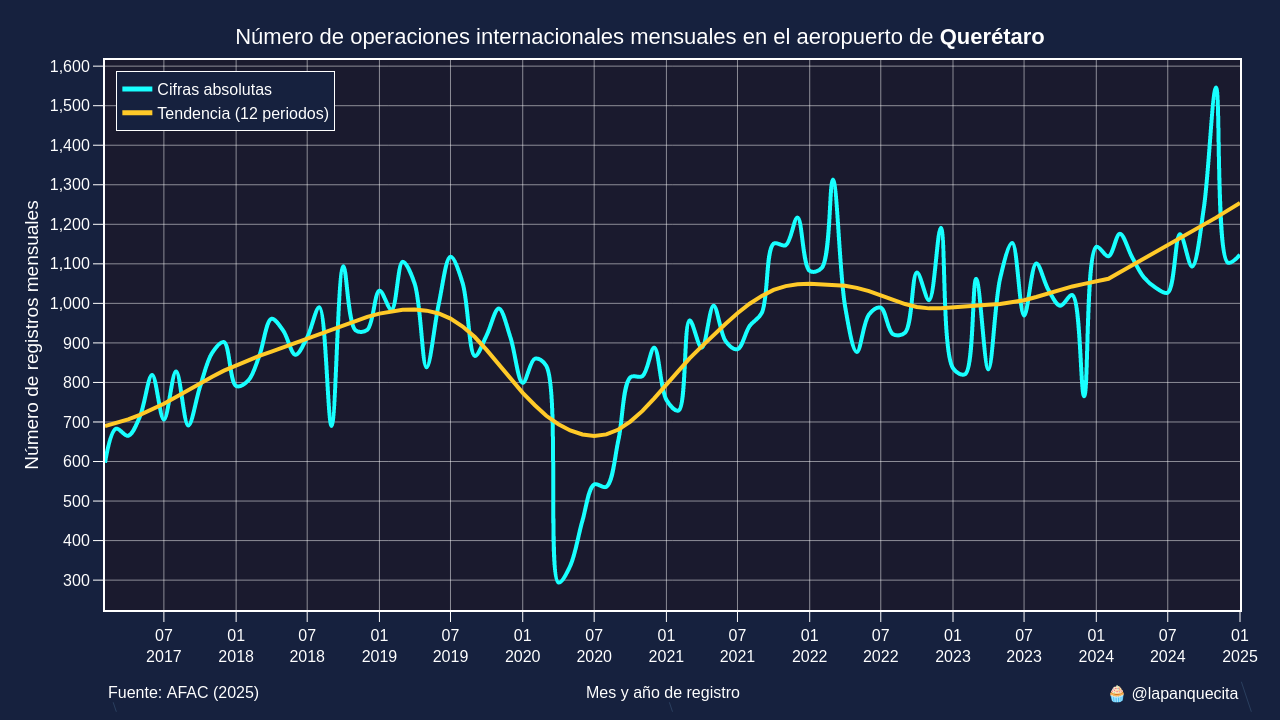 Número de operaciones internacionales mensuales en el aeropuerto de Querétaro
Cifras absolutas
Tendencia (12 periodos)
Número de registros mensuales
1,600
1,500
1,400
1,300
1,200
1,100
1,000
900
800
700
600
500
400
300
07 01 07 01 07 01 07 01 07 01 07 01 07 01 07 01
2017 2018 2018 2019 2019 2020 2020 2021 2021 2022 2022 2023 2023 2024 2024 2025
Fuente: AFAC (2025) Mes y año de registro 🧁 @lapanquecita